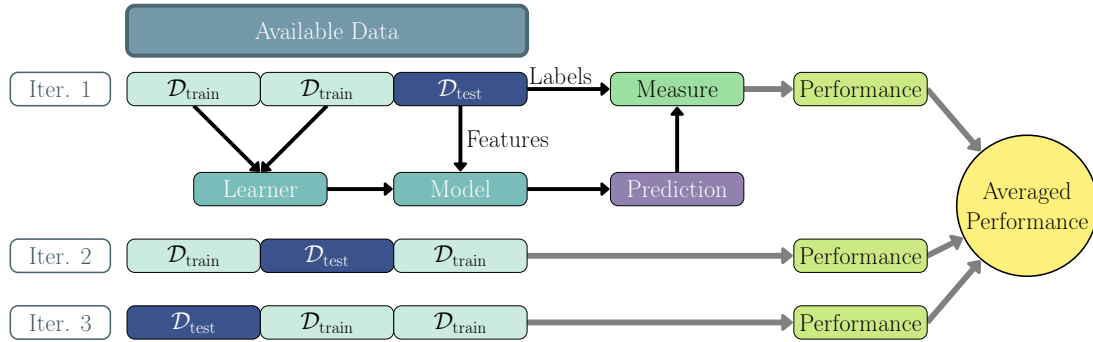 Available Data
Iter. 1
𝒟train
𝒟train
𝒟test
Labels
Measure
Performance
Features
Learner
Model
Prediction
Averaged
Performance
Iter. 2
𝒟train
𝒟test
𝒟train
Performance
Iter. 3
𝒟test
𝒟train
𝒟train
Performance